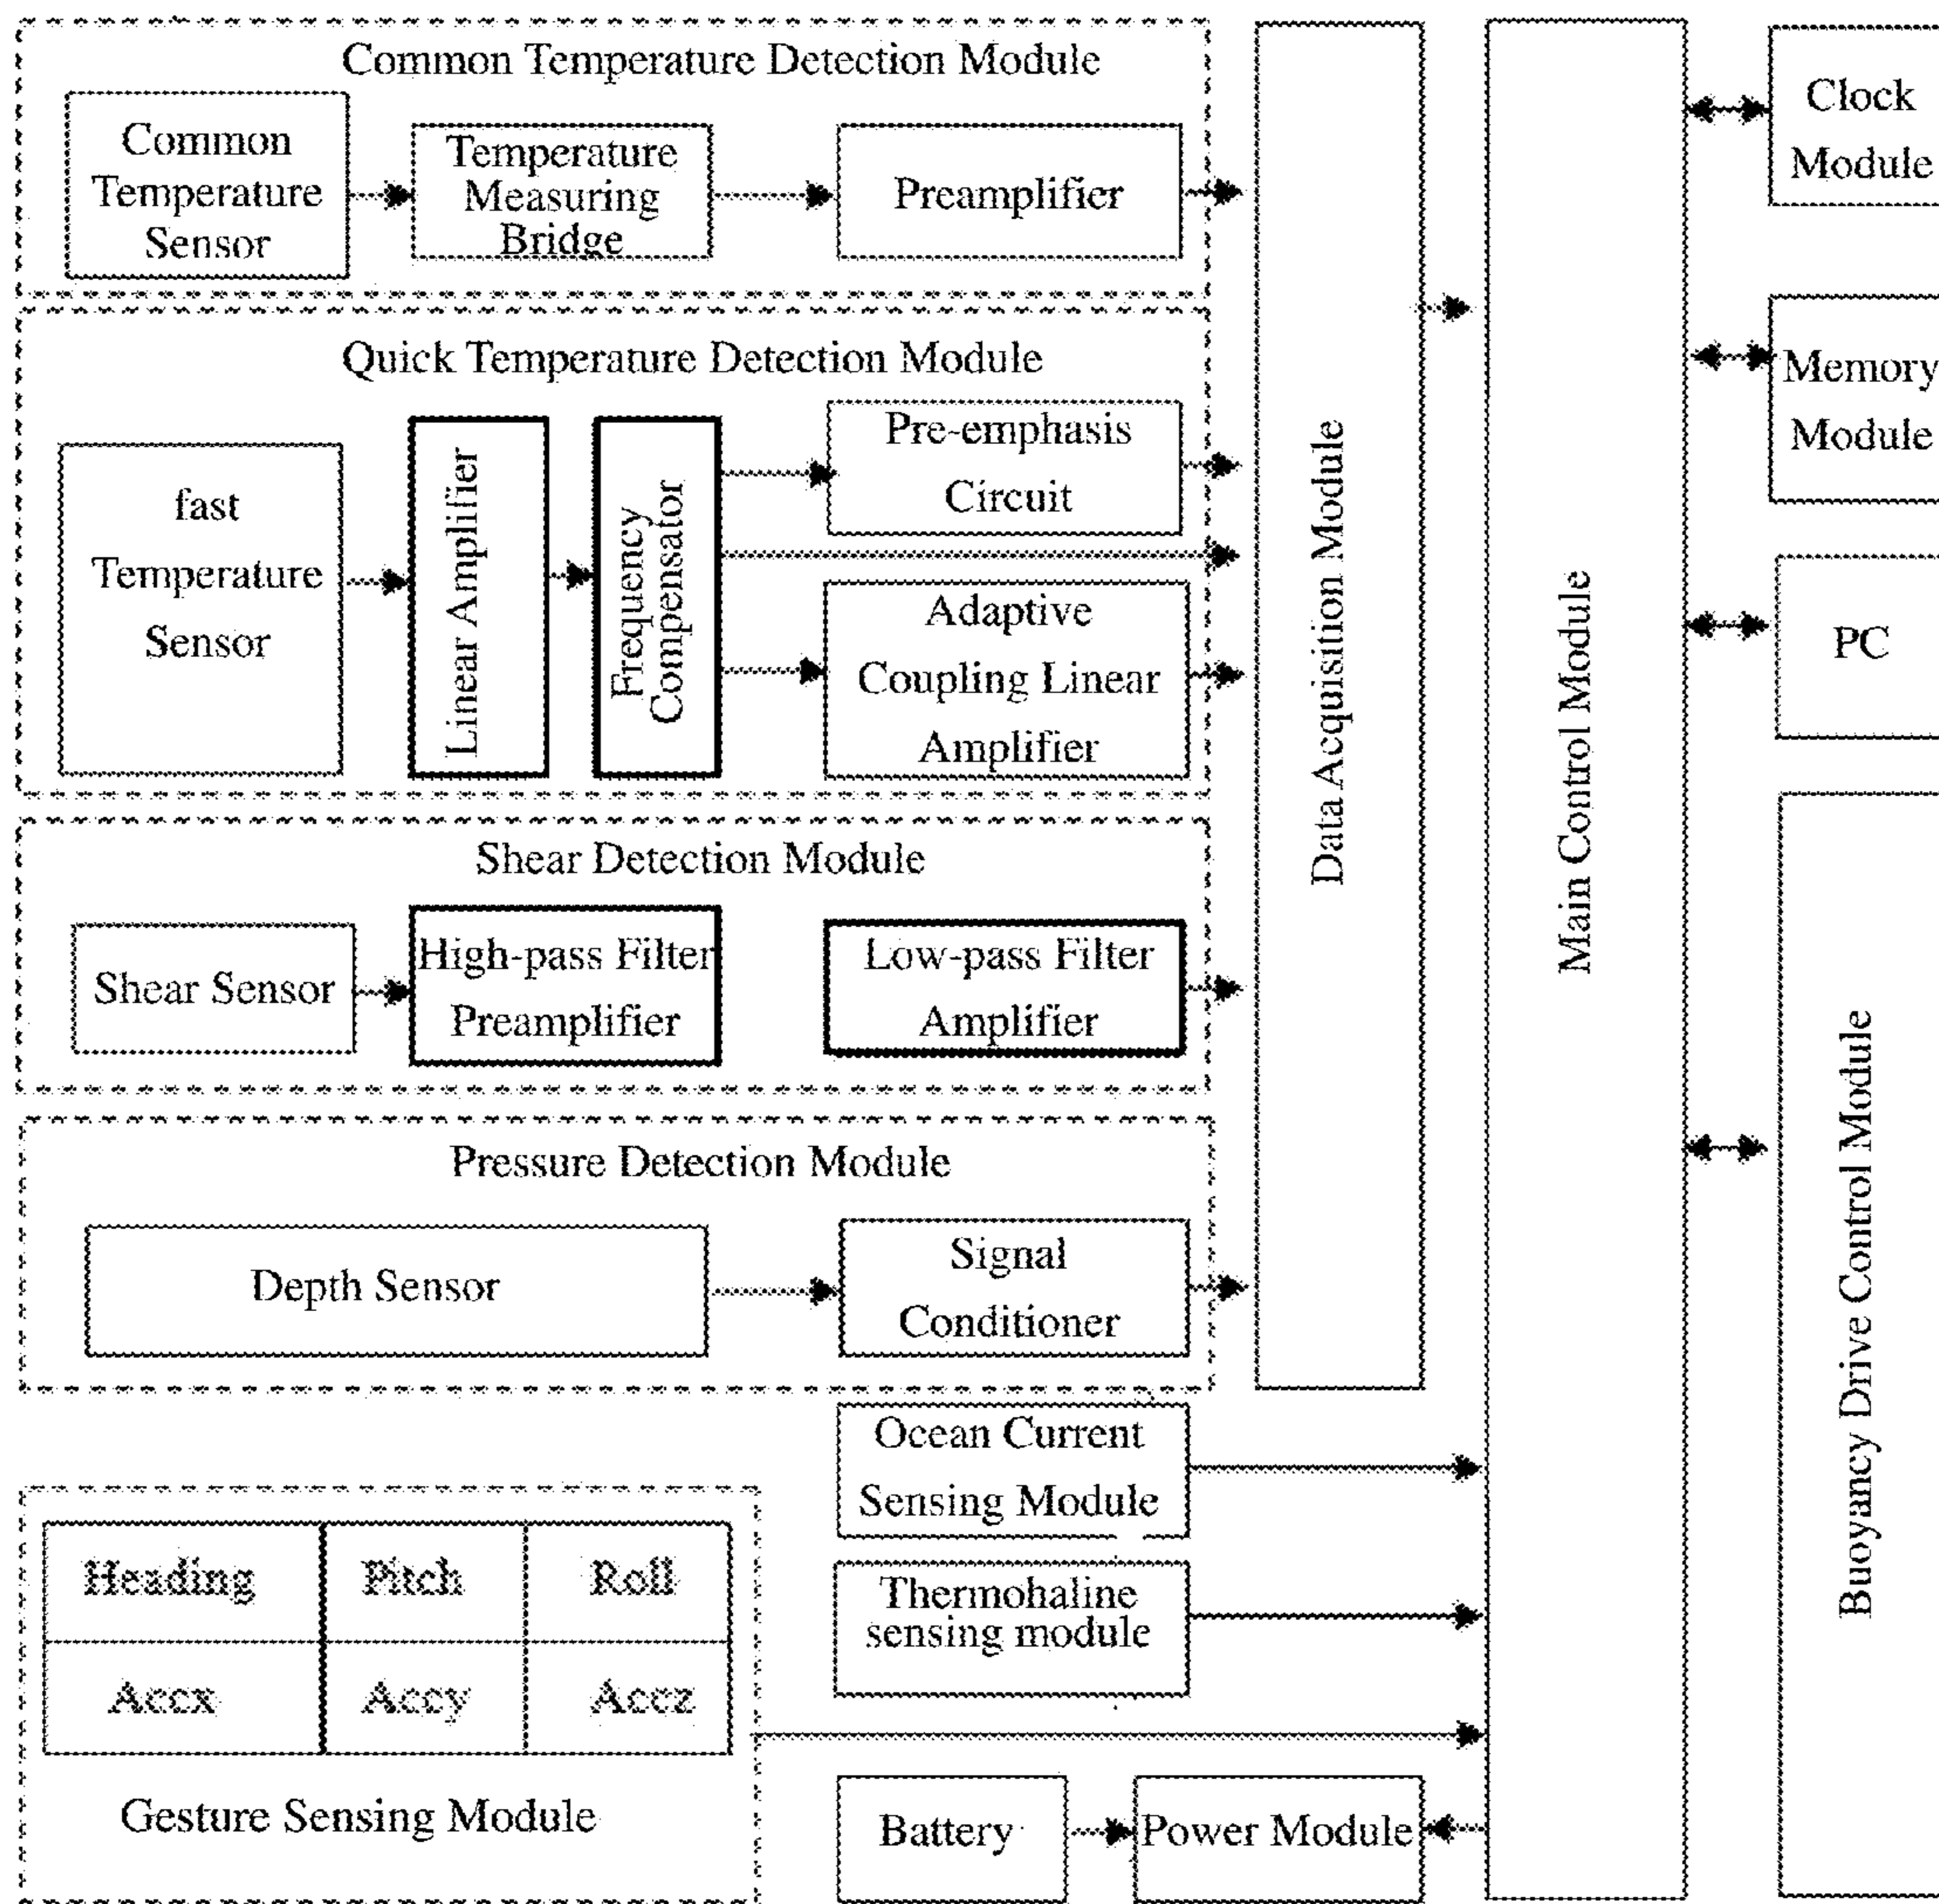 Common Temperature Detection Module
Common
Temperature
Sensor
Temperature
Measuring
Bridge
Preamplifier
Quick Temperature Detection Module
fast
Temperature
Sensor
Linear Amplifier
Frequency
Compensator
Pre-emphasis
Circuit
Adaptive
Coupling Linear
Amplifier
Shear Detection Module
Shear Sensor
High-pass Filter
Preamplifier
Low-pass Filter
Amplifier
Pressure Detection Module
Depth Sensor
Signal
Conditioner
Ocean Current
Sensing Module
Thermohaline
sensing module
Heading Pitch Roll
Accx Accy Accz
Gesture Sensing Module
Battery
Power Module
Data Acquisition Module
Main Control Module
Clock
Module
Memory
Module
PC
Buoyancy Drive Control Module